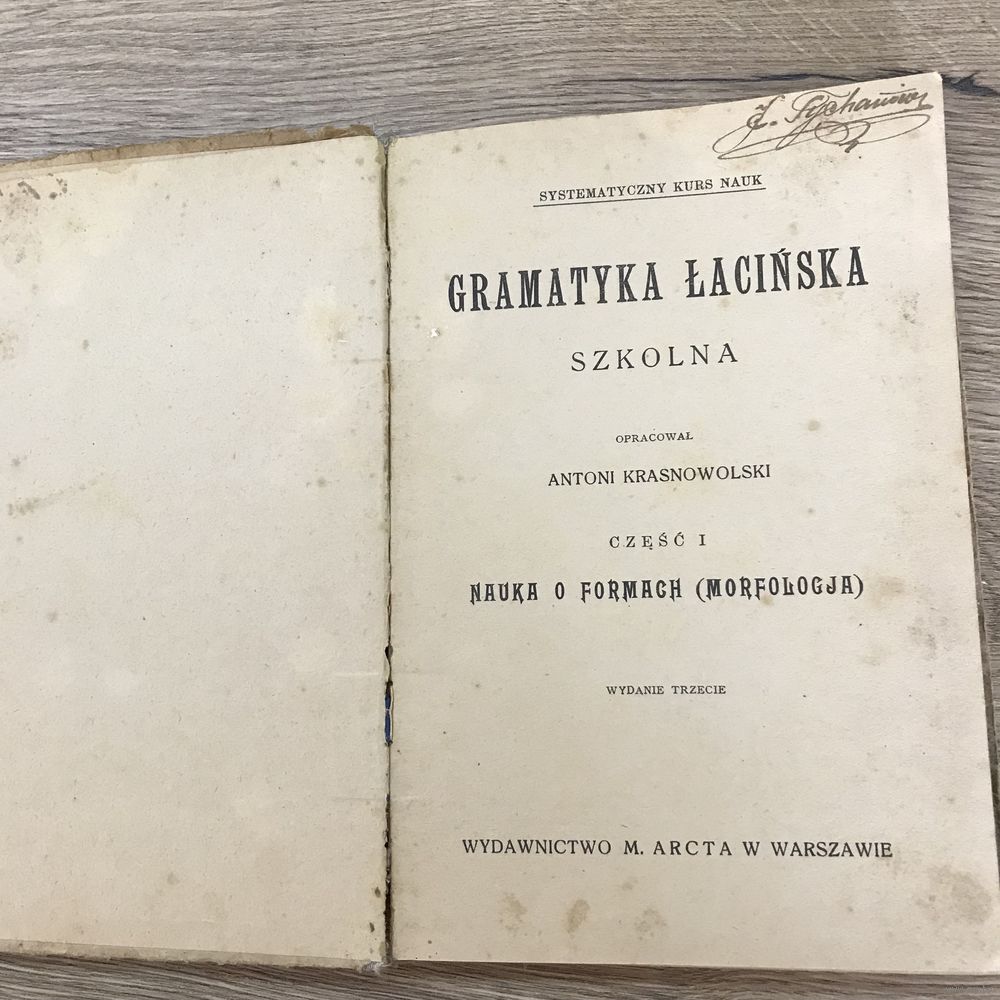 SYSTEMATYCZNY KURS NAUK
GRAMATYKA ŁACIŃSKA
SZKOLNA
OPRACOWAŁ
ANTONI KRASNOWOLSKI
CZĘŚĆ I
NAUKA O FORMACH (MORFOLOGJA)
WYDANIE TRZECIE
WYDAWNICTWO M. ARCTA W WARSZAWIE